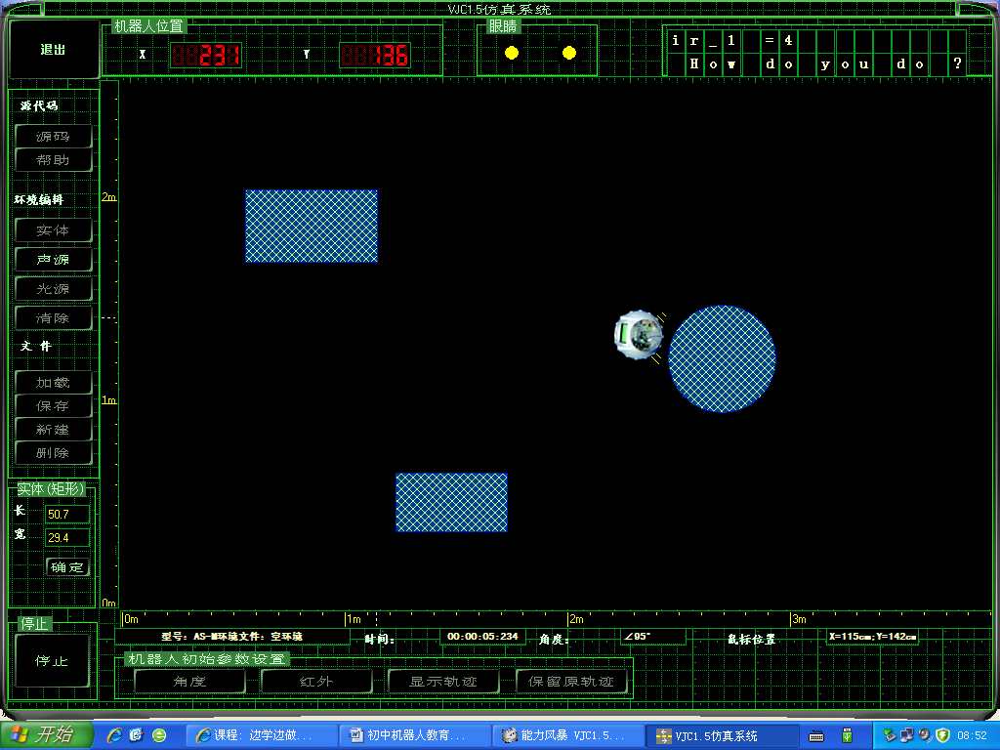 VJC1.5仿真系统
退出
机器人位置
X 231 Y 136
眼睛
ir_1 =4
How do you do ?
源代码
源码
帮助
环境编辑
实体
声源
光源
清除
文件
加载
保存
新建
删除
实体(矩形)
长 50.7
宽 29.4
确定
停止
停止
2m
1m
0m
0m 1m 2m 3m
型号: AS-M环境文件: 空环境 时间: 00:00:05:234 角度: ∠95° 鼠标位置 X=115cm;Y=142cm
机器人初始参数设置
角度 红外 显示轨迹 保留原轨迹
开始 课程: 边学边做... 初中机器人教育... 能力风暴 VJC1.5... VJC1.5仿真系统 08:52